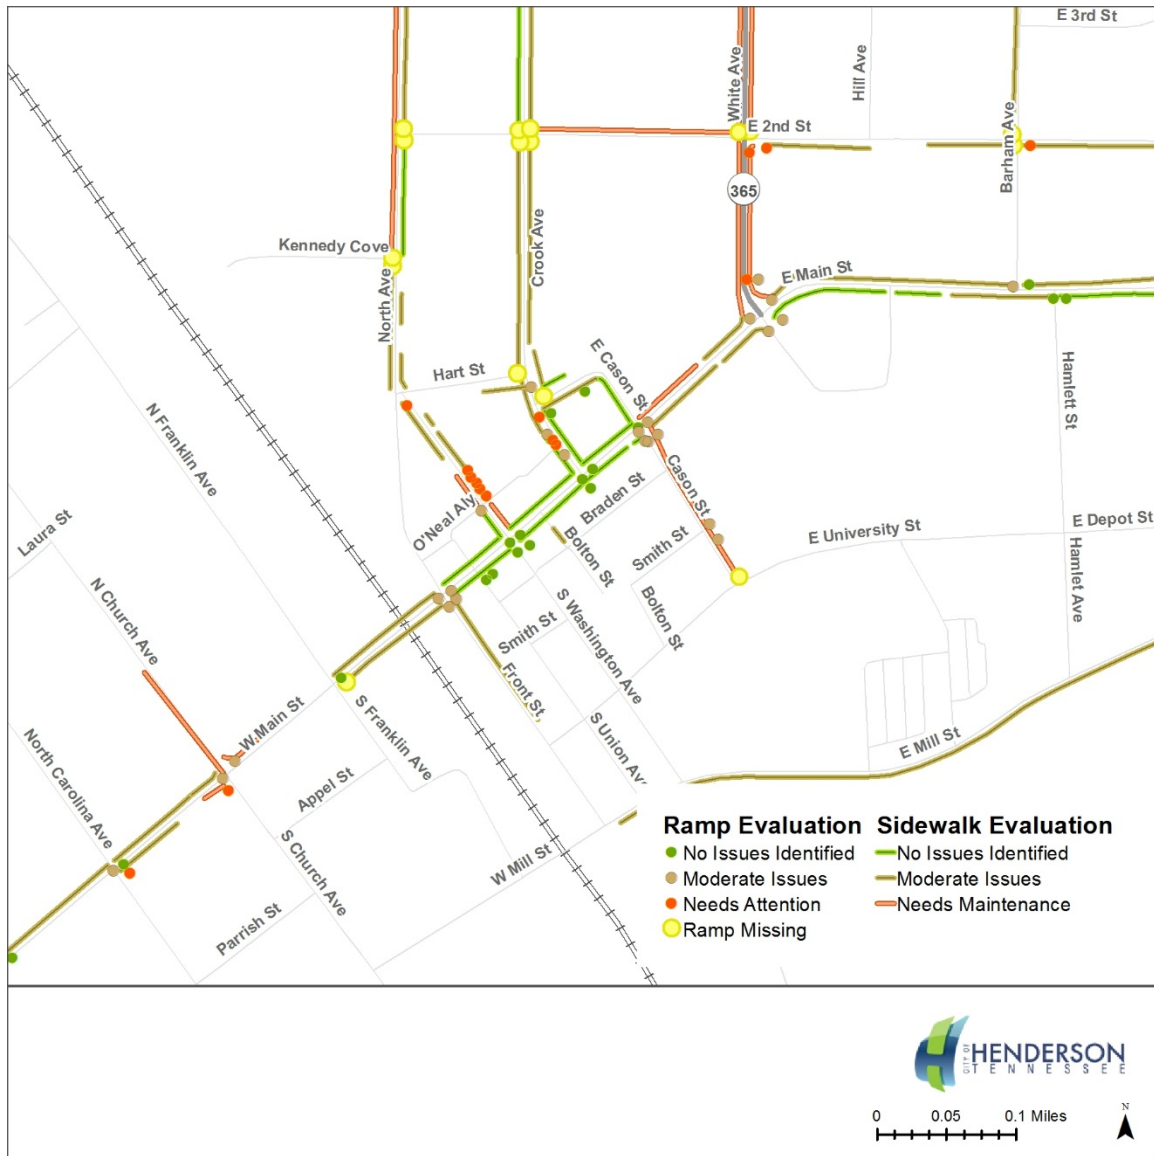 E 3rd St
White Ave
Hill Ave
E 2nd St
Barham Ave
365
Kennedy Cove
Crook Ave
E Main St
North Ave
Hart St
E Cason St
Hamlett St
N Franklin Ave
Cason St
Braden St
Laura St
O'Neal Aly
E University St
E Depot St
Bolton St
Smith St
Hamlet Ave
N Church Ave
S Washington Ave
Bolton St
Smith St
Front St
W Main St
S Franklin Ave
S Union Ave
E Mill St
North Carolina Ave
Appel St
S Church Ave
W Mill St
Parrish St
Ramp Evaluation
No Issues Identified
Moderate Issues
Needs Attention
Ramp Missing
Sidewalk Evaluation
No Issues Identified
Moderate Issues
Needs Maintenance
CITY OF
HENDERSON
TENNESSEE
0 0.05 0.1 Miles
N